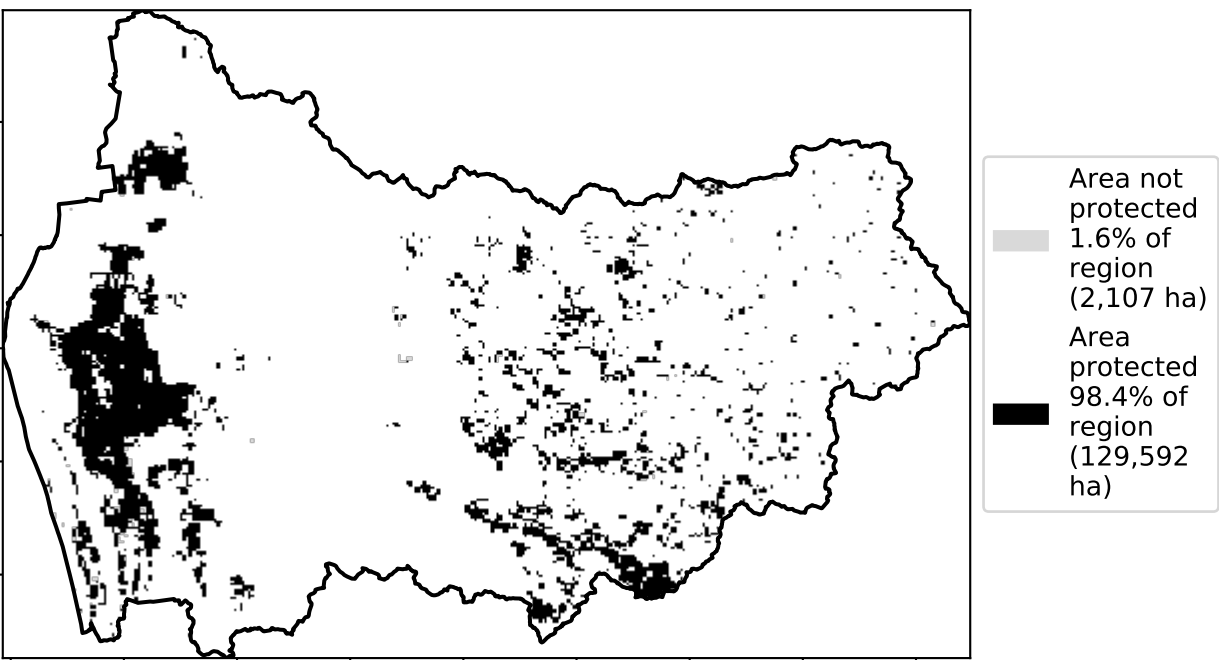 Area not
protected
1.6% of
region
(2,107 ha)
Area
protected
98.4% of
region
(129,592
ha)